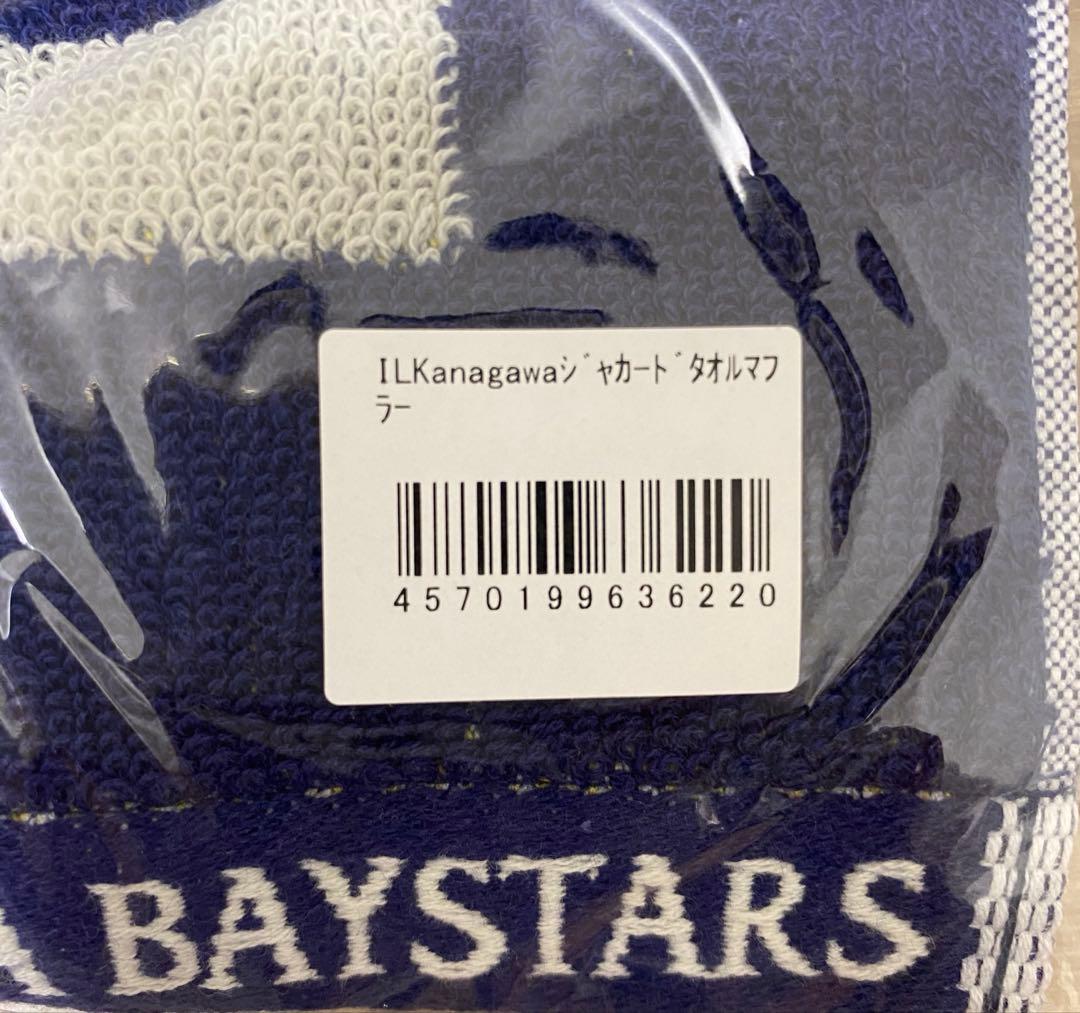 ILKanagawaｼﾞｬｶｰﾄﾞﾀｵﾙﾏﾌ
ﾗｰ
4570199636220
BAYSTARS